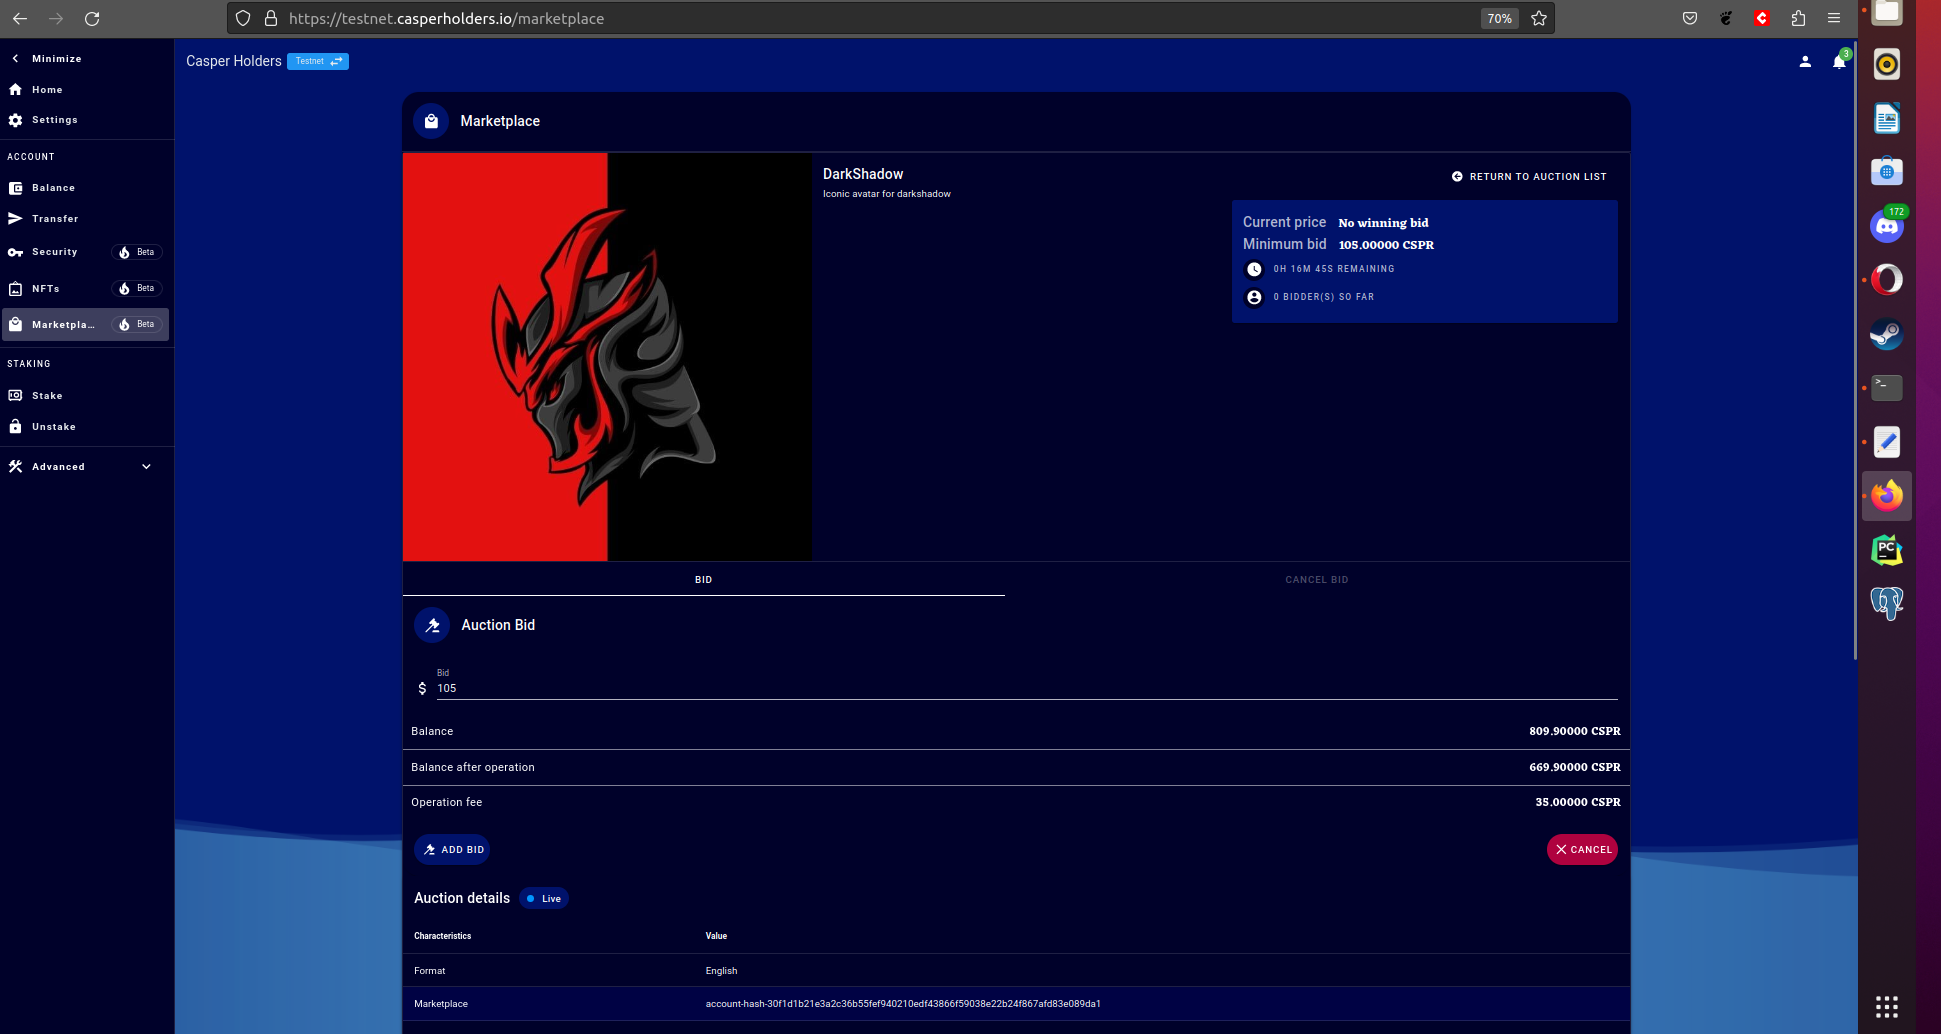 https://testnet.casperholders.io/marketplace
70%
Minimize
Home
Settings
ACCOUNT
Balance
Transfer
Security Beta
NFTs Beta
Marketpla... Beta
STAKING
Stake
Unstake
Advanced
Casper Holders Testnet
3
Marketplace
DarkShadow
Iconic avatar for darkshadow
RETURN TO AUCTION LIST
Current price No winning bid
Minimum bid 105.00000 CSPR
0H 16M 45S REMAINING
0 BIDDER(S) SO FAR
BID
CANCEL BID
Auction Bid
Bid
$ 105
Balance 809.90000 CSPR
Balance after operation 669.90000 CSPR
Operation fee 35.00000 CSPR
ADD BID
CANCEL
Auction details Live
Characteristics Value
Format English
Marketplace account-hash-30f1d1b21e3a2c36b55fef940210edf43866f59038e22b24f867afd83e089da1
172
>_
PC